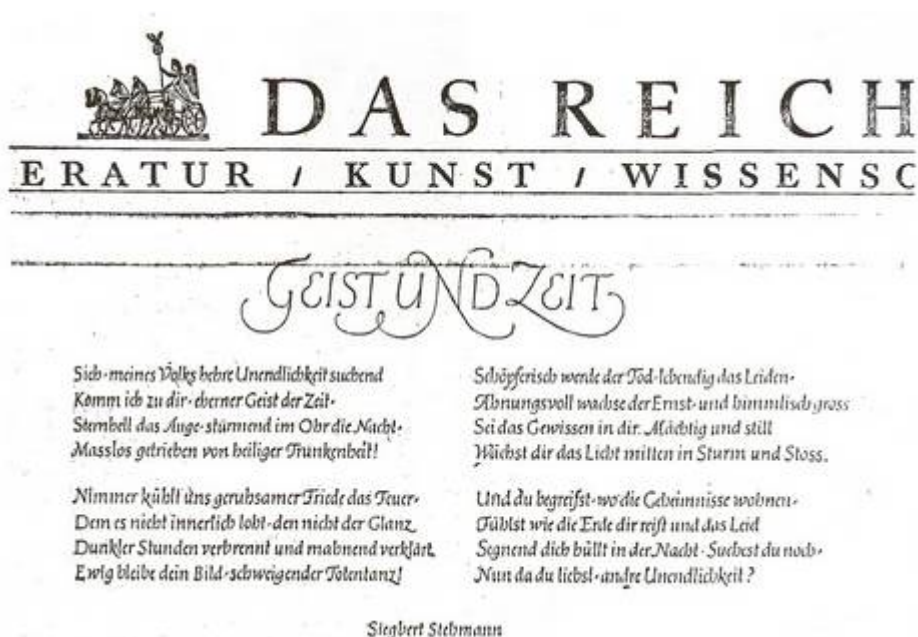 DAS REICH
ERATUR / KUNST / WISSENSC
GEIST UND ZEIT
Sieh · meines Volks hehre Unendlichkeit suchend
Komm ich zu dir · eherner Geist der Zeit ·
Sternhell das Auge · stürmend im Ohr die Nacht ·
Masslos getrieben von heiliger Trunkenheit!
Nimmer kühlt uns geruhsamer Friede das Feuer ·
Dem es nicht innerlich loht · den nicht der Glanz
Dunkler Stunden verbrennt und mahnend verklärt.
Ewig bleibe dein Bild · schweigender Totentanz!
Schöpferisch werde der Tod · lebendig das Leiden ·
Ahnungsvoll wachse der Ernst · und himmlisch gross
Sei das Gewissen in dir. Mächtig und still
Wächst dir das Licht mitten in Sturm und Stoss.
Und du begreifst · wo die Geheimnisse wohnen ·
Fühlst wie die Erde dir reift und das Leid
Segnend dich hüllt in der Nacht · Suchest du noch ·
Nun da du liebst · andre Unendlichkeit?
Siegbert Stehmann